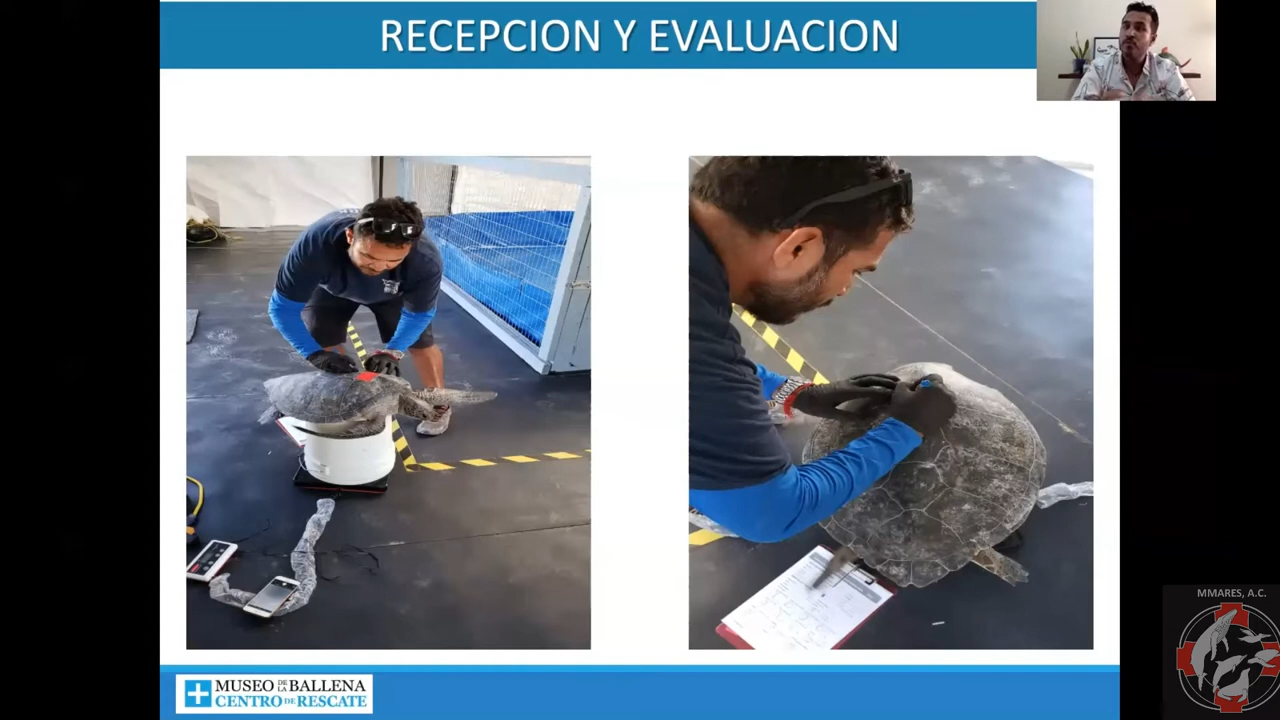 RECEPCION Y EVALUACION
MUSEO DE LA BALLENA
CENTRO DE RESCATE
MMARES, A.C.